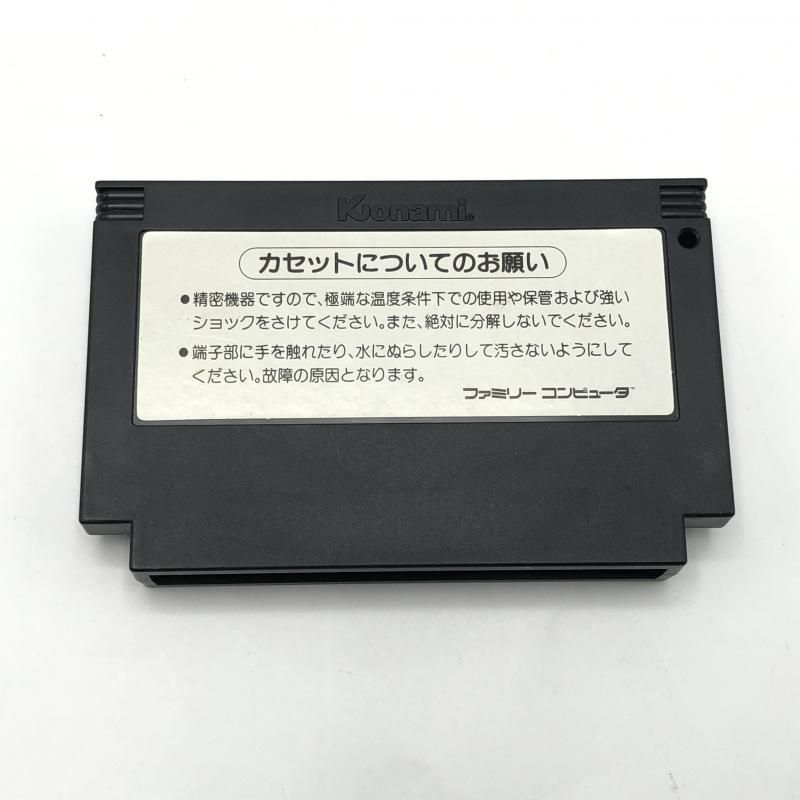 Konami®
カセットについてのお願い
●精密機器ですので、極端な温度条件下での使用や保管および強い
ショックをさけてください。また、絶対に分解しないでください。
●端子部に手を触れたり、水にぬらしたりして汚さないようにして
ください。故障の原因となります。
ファミリー コンピュータ™